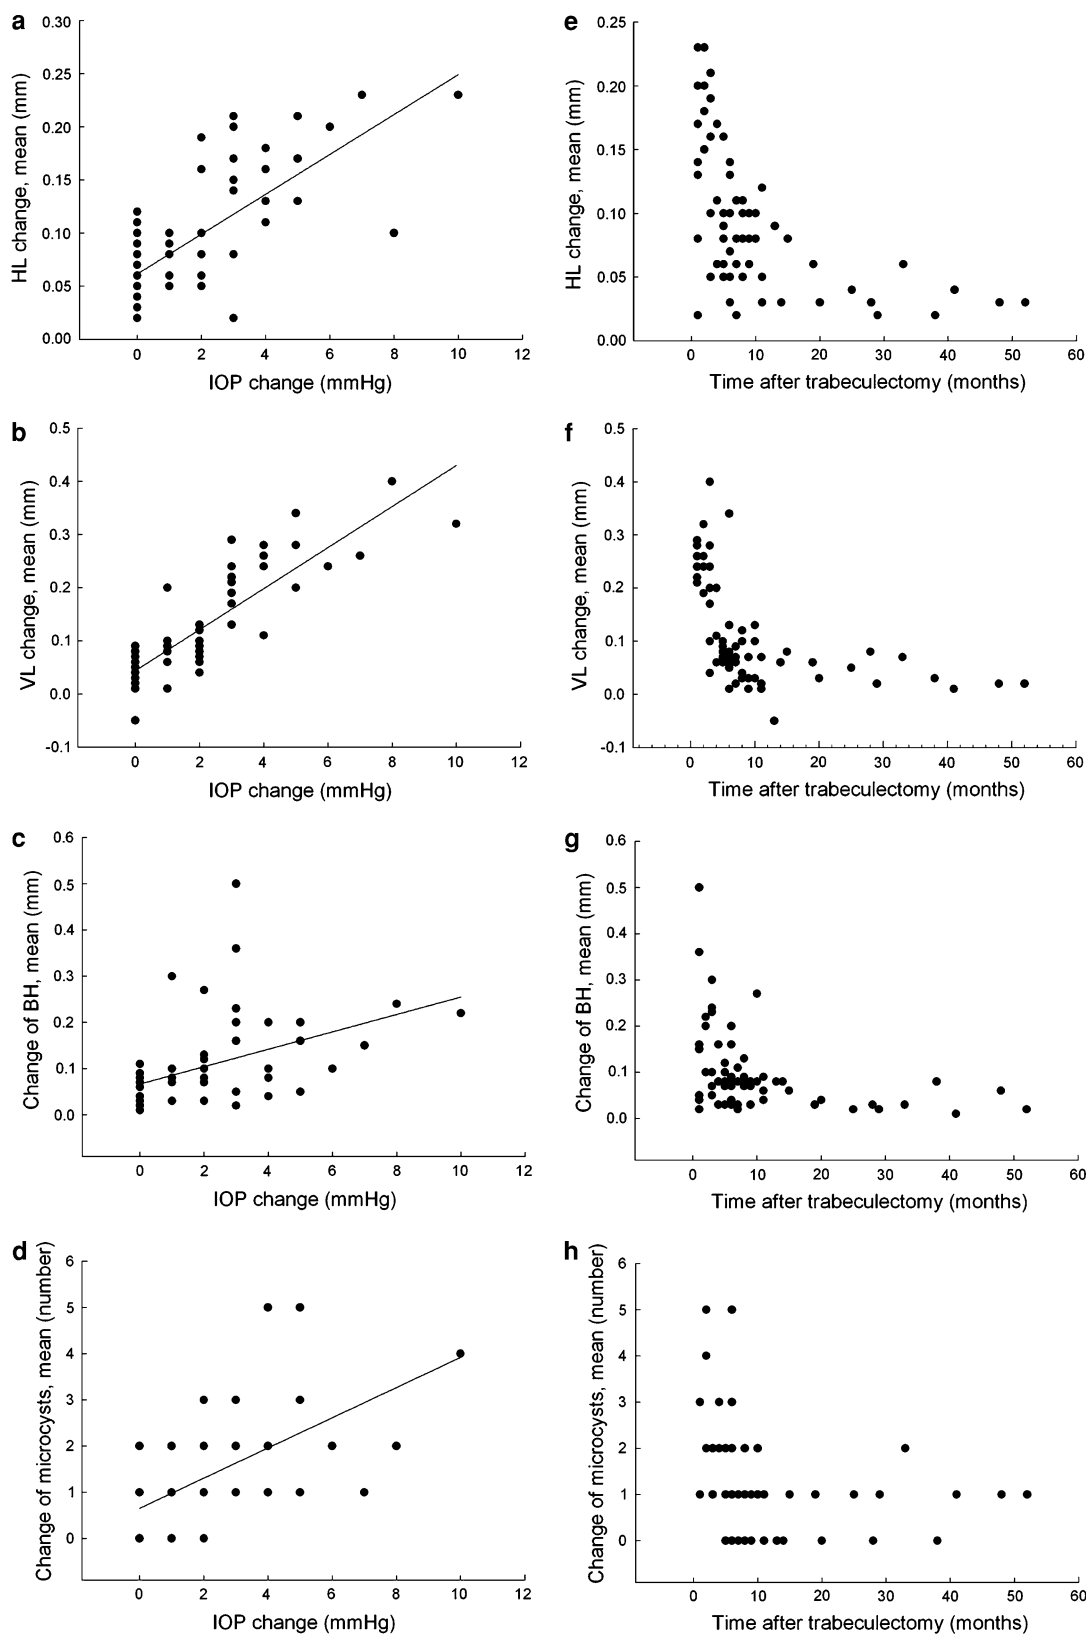 a
HL change, mean (mm)
0.30
0.25
0.20
0.15
0.10
0.05
0.00
0 2 4 6 8 10 12
IOP change (mmHg)
e
HL change, mean (mm)
0.25
0.20
0.15
0.10
0.05
0.00
0 10 20 30 40 50 60
Time after trabeculectomy (months)
b
VL change, mean (mm)
0.5
0.4
0.3
0.2
0.1
0.0
-0.1
0 2 4 6 8 10 12
IOP change (mmHg)
f
VL change, mean (mm)
0.5
0.4
0.3
0.2
0.1
0.0
-0.1
0 10 20 30 40 50 60
Time after trabeculectomy (months)
c
Change of BH, mean (mm)
0.6
0.5
0.4
0.3
0.2
0.1
0.0
0 2 4 6 8 10 12
IOP change (mmHg)
g
Change of BH, mean (mm)
0.6
0.5
0.4
0.3
0.2
0.1
0.0
0 10 20 30 40 50 60
Time after trabeculectomy (months)
d
Change of microcysts, mean (number)
6
5
4
3
2
1
0
0 2 4 6 8 10 12
IOP change (mmHg)
h
Change of microcysts, mean (number)
6
5
4
3
2
1
0
0 10 20 30 40 50 60
Time after trabeculectomy (months)